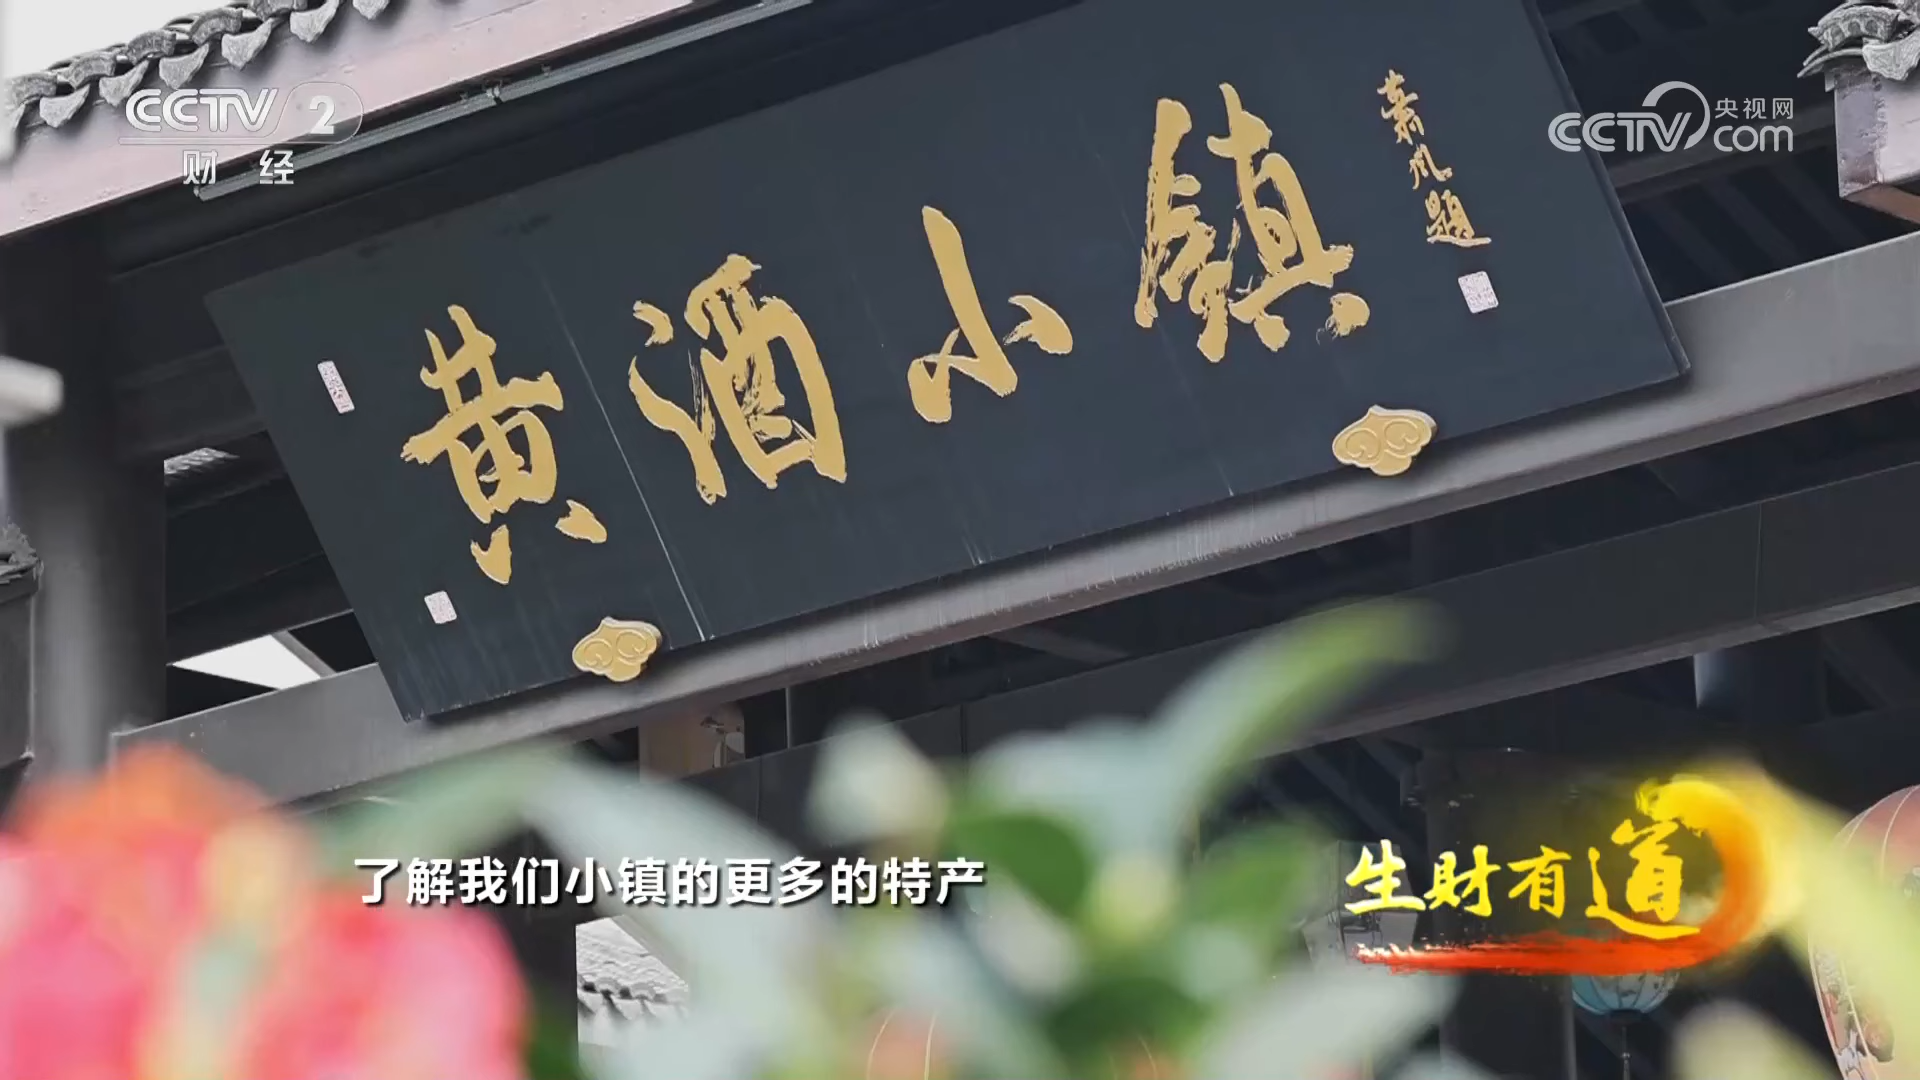 CCTV 2
财 经
央视网
CCTV.com
黄酒小镇
慕风题
了解我们小镇的更多的特产
生财有道